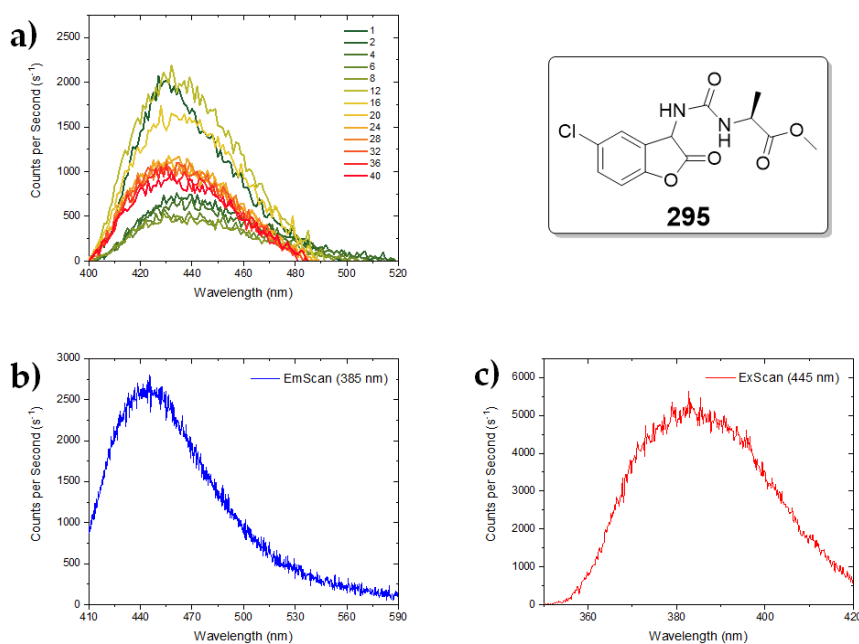 a)
Counts per Second (s⁻¹)
2500
2000
1500
1000
500
0
400 420 440 460 480 500 520
Wavelength (nm)
1
2
4
6
8
12
16
20
24
28
32
36
40
Cl
O
O
NH
O
N
H
O
O
295
b)
Counts per Second (s⁻¹)
3000
2500
2000
1500
1000
500
0
410 440 470 500 530 560 590
Wavelength (nm)
EmScan (385 nm)
c)
Counts per Second (s⁻¹)
6000
5000
4000
3000
2000
1000
0
360 380 400 420
Wavelength (nm)
ExScan (445 nm)